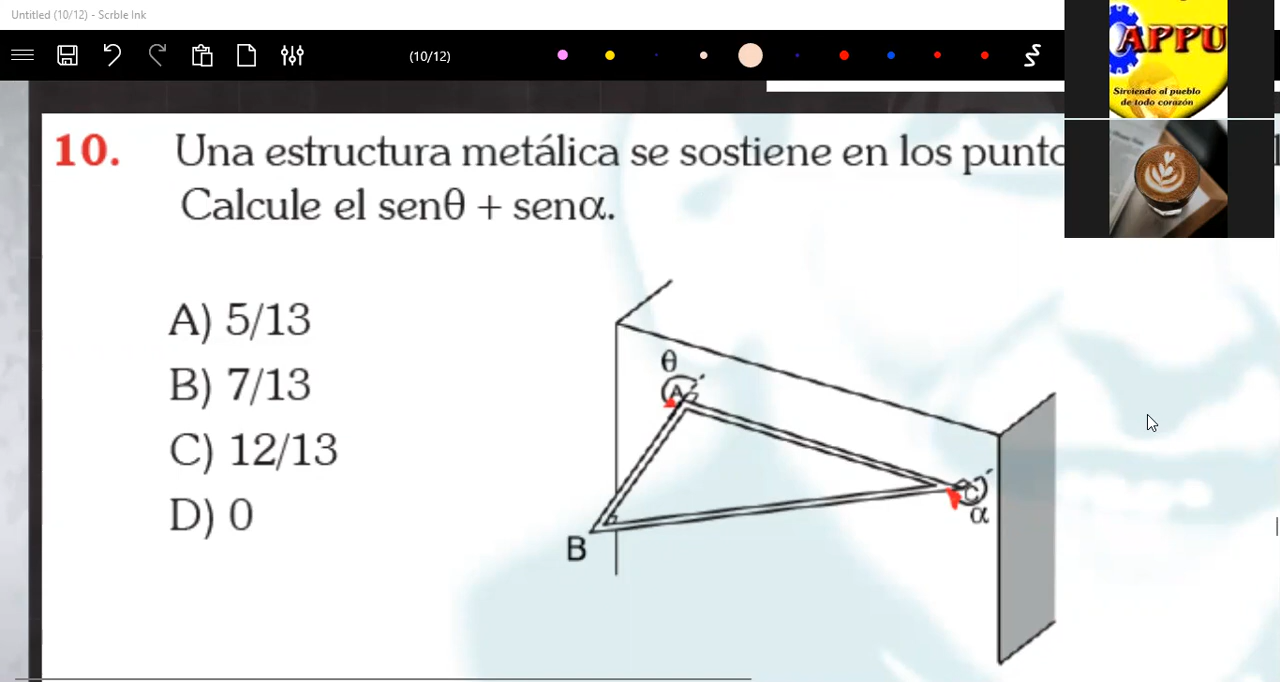 Untitled (10/12) - Scrble Ink
(10/12)
APPU
Sirviendo al pueblo
de todo corazón
10. Una estructura metálica se sostiene en los
Calcule el senθ + senα.
A) 5/13
B) 7/13
C) 12/13
D) 0
θ
A
C
α
B